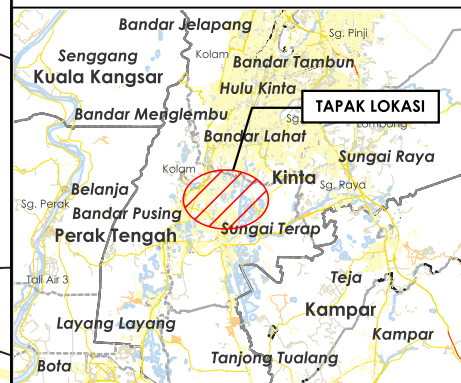 Bandar Jelapang
Sg. Pinji
Senggang
Kolam
Bandar Tambun
Kuala Kangsar
Hulu Kinta
TAPAK LOKASI
Bandar Menglembu
Sg.
Bandar Lahat
Lombong
Sungai Raya
Kolam
Kinta
Sg. Raya
Belanja
Sg. Perak
Bandar Pusing
Perak Tengah
Sungai Terap
Tali Air 3
Teja
Kampar
Layang Layang
Kampar
Bota
Tanjong Tualang